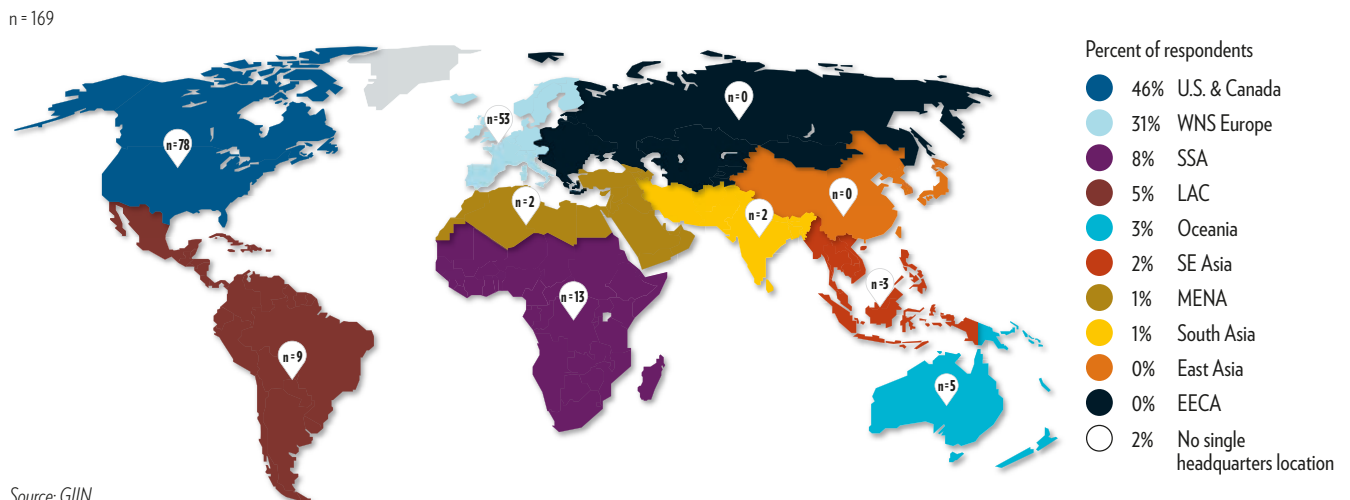 n = 169
Percent of respondents
46% U.S. & Canada
31% WNS Europe
8% SSA
5% LAC
3% Oceania
2% SE Asia
1% MENA
1% South Asia
0% East Asia
0% EECA
2% No single
headquarters location
n=78
n=53
n=0
n=2
n=2
n=0
n=13
n=3
n=9
n=5
Source: GIIN